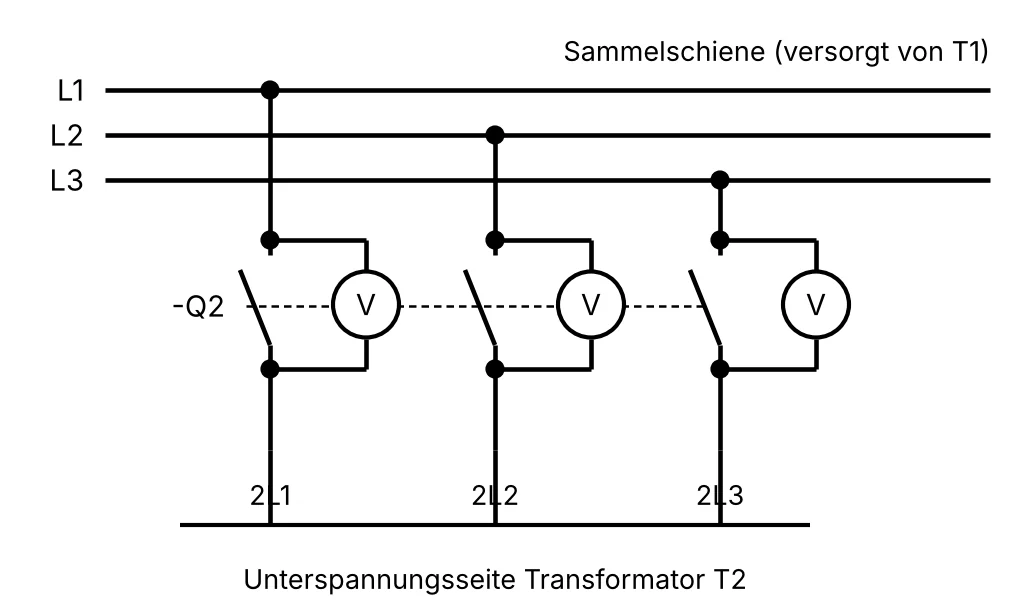 Sammelschiene (versorgt von T1)
L1
L2
L3
-Q2
V
V
V
2L1
2L2
2L3
Unterspannungsseite Transformator T2